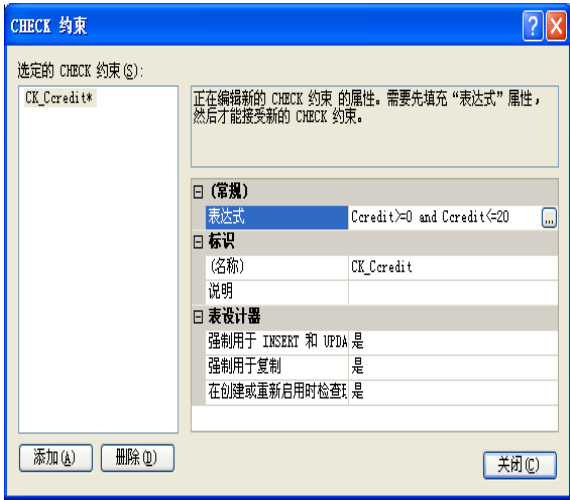 CHECK 约束
选定的 CHECK 约束(S):
CK_Ccredit*
正在编辑新的 CHECK 约束 的属性。需要先填充“表达式”属性，
然后才能接受新的 CHECK 约束。
(常规)
表达式 Ccredit>=0 and Ccredit<=20 ...
标识
(名称) CK_Ccredit
说明
表设计器
强制用于 INSERT 和 UPDA 是
强制用于复制 是
在创建或重新启用时检查 是
添加(A) 删除(D)
关闭(C)